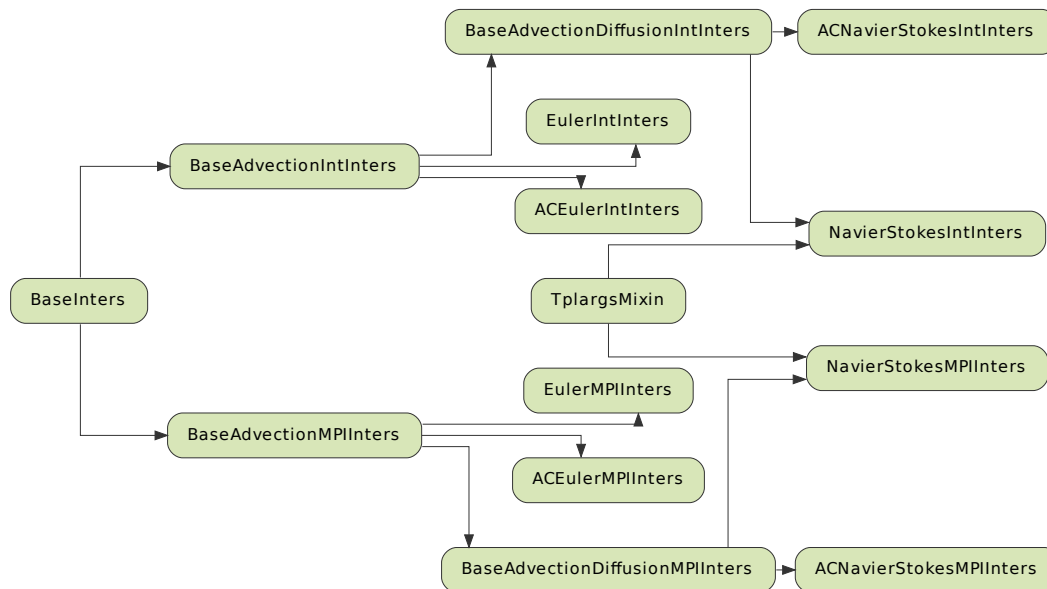 BaseAdvectionDiffusionIntInters
ACNavierStokesIntInters
EulerIntInters
BaseAdvectionIntInters
ACEulerIntInters
NavierStokesIntInters
BaseInters
TplargsMixin
NavierStokesMPIInters
EulerMPIInters
BaseAdvectionMPIInters
ACEulerMPIInters
BaseAdvectionDiffusionMPIInters
ACNavierStokesMPIInters